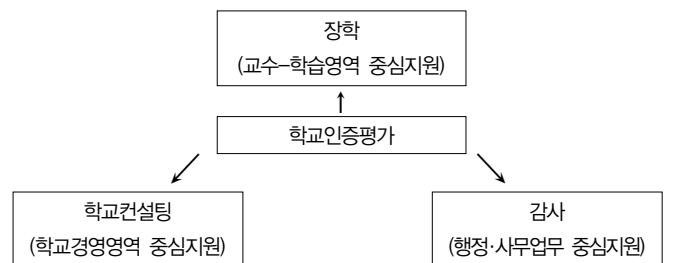 장학
(교수-학습영역 중심지원)
학교인증평가
학교컨설팅
(학교경영영역 중심지원)
감사
(행정·사무업무 중심지원)